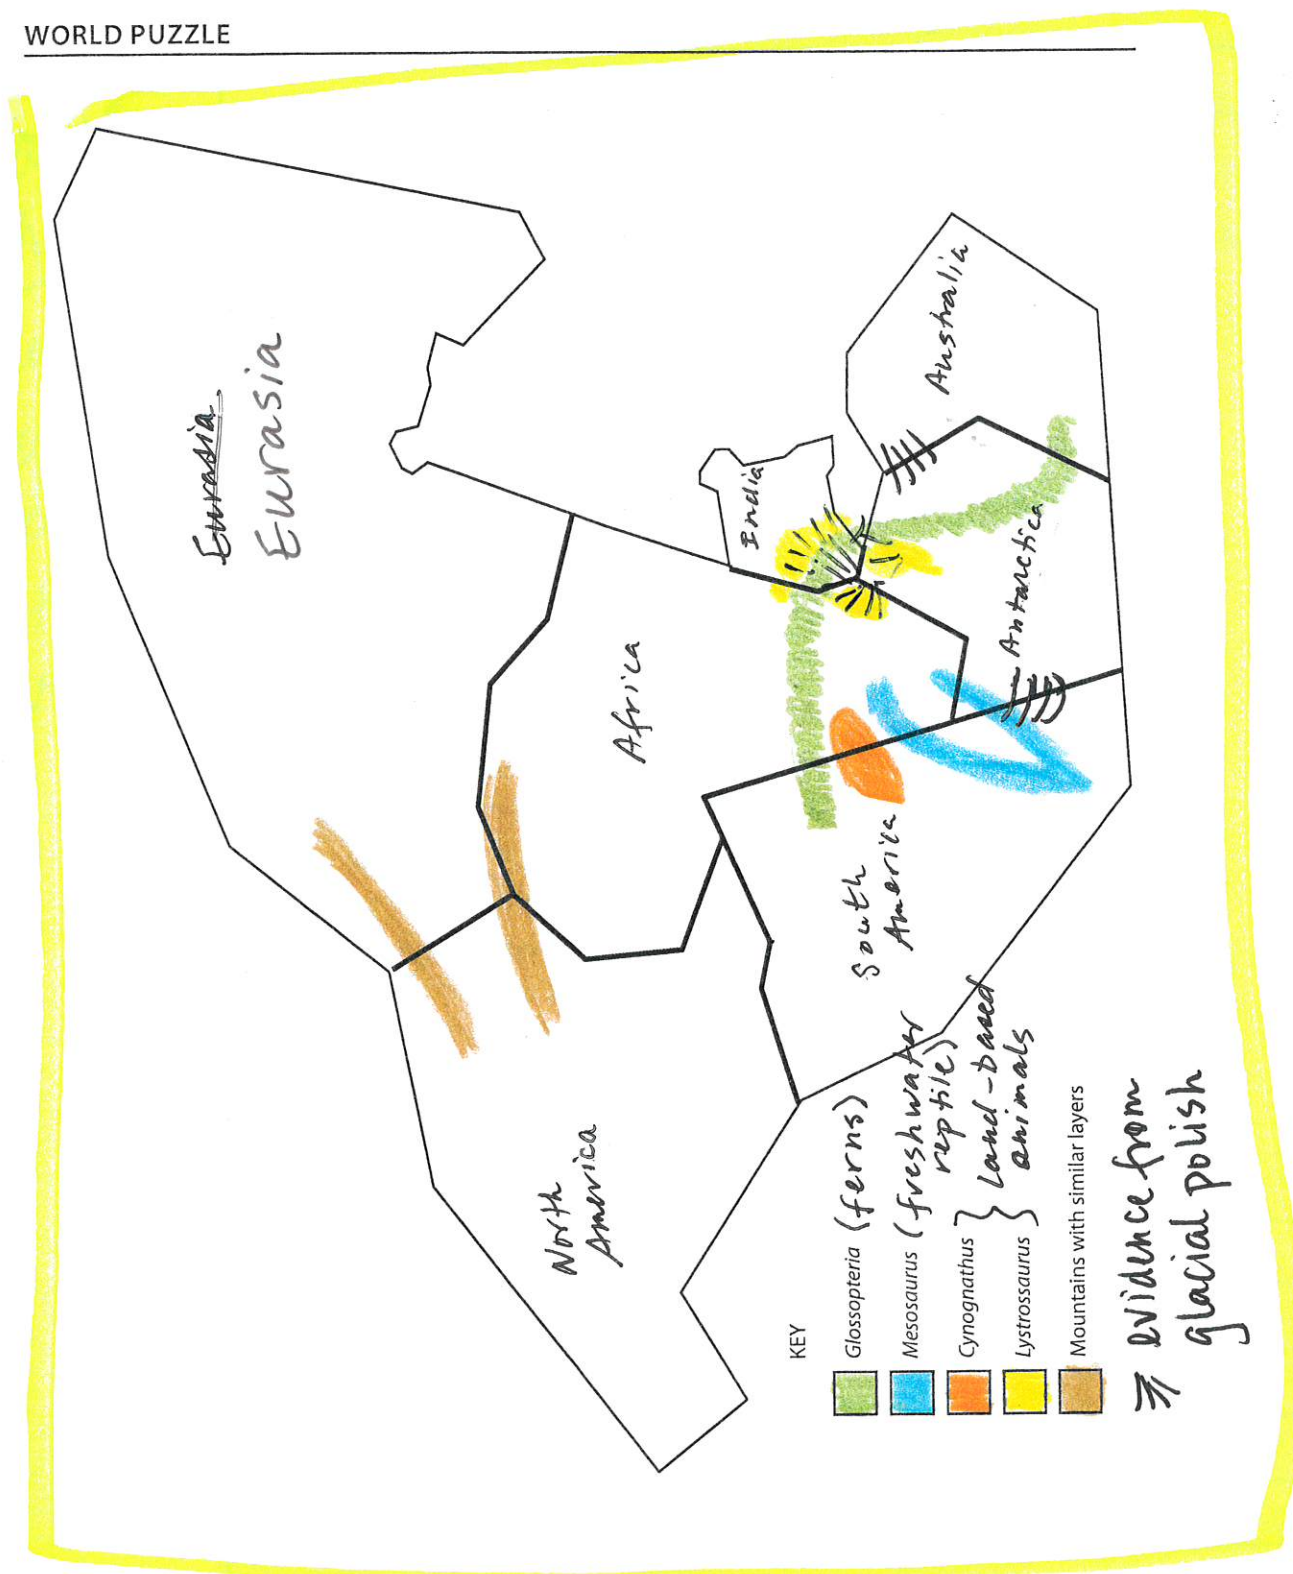 WORLD PUZZLE
Eurasia
Eurasia
North
America
Africa
India
Australia
Antarctica
South
America
KEY
Glossopteria (ferns)
Mesosaurus (freshwater
reptile)
Cynognathus } Land-based
Lystrossaurus } animals
Mountains with similar layers
evidence from
glacial polish